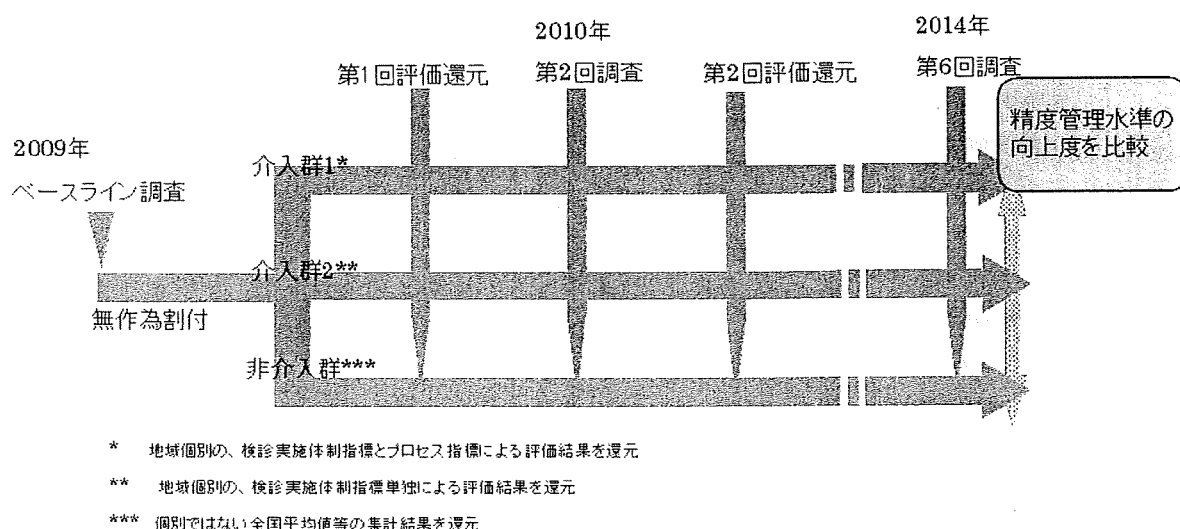 2010年
2014年
第1回評価還元
第2回調査
第2回評価還元
第6回調査
精度管理水準の
向上度を比較
2009年
ベースライン調査
介入群1*
介入群2**
無作為割付
非介入群***
* 地域個別の、検診実施体制指標とプロセス指標による評価結果を還元
** 地域個別の、検診実施体制指標単独による評価結果を還元
*** 個別ではない全国平均値等の集計結果を還元